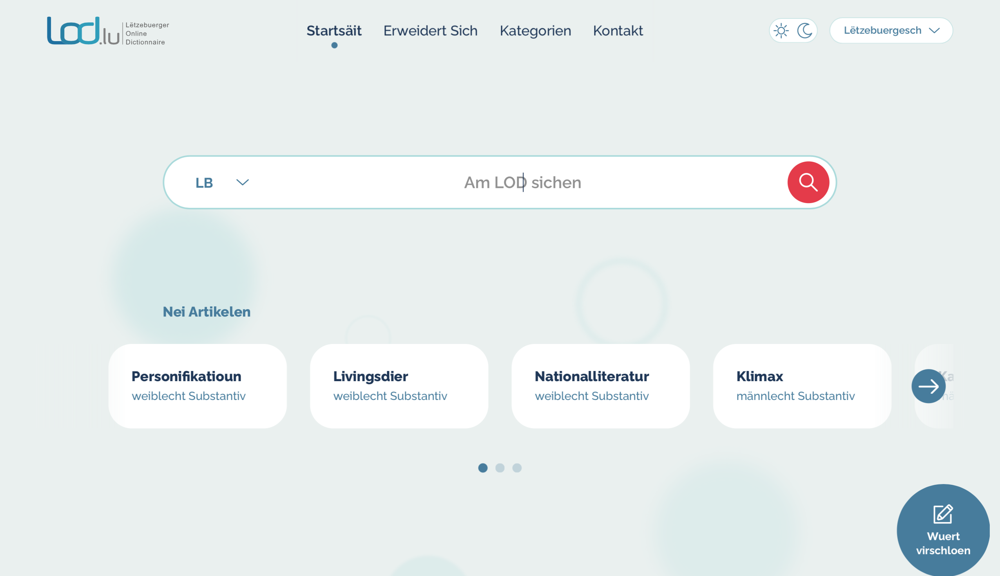 Lod.lu
Lëtzebuerger
Online
Dictionnaire
Startsäit
Erweidert Sich
Kategorien
Kontakt
Lëtzebuergesch
LB
Am LOD sichen
Nei Artikelen
Personifikatioun
weiblecht Substantiv
Livingsdier
weiblecht Substantiv
Nationalliteratur
weiblecht Substantiv
Klimax
männlecht Substantiv
Wuert
virschloen